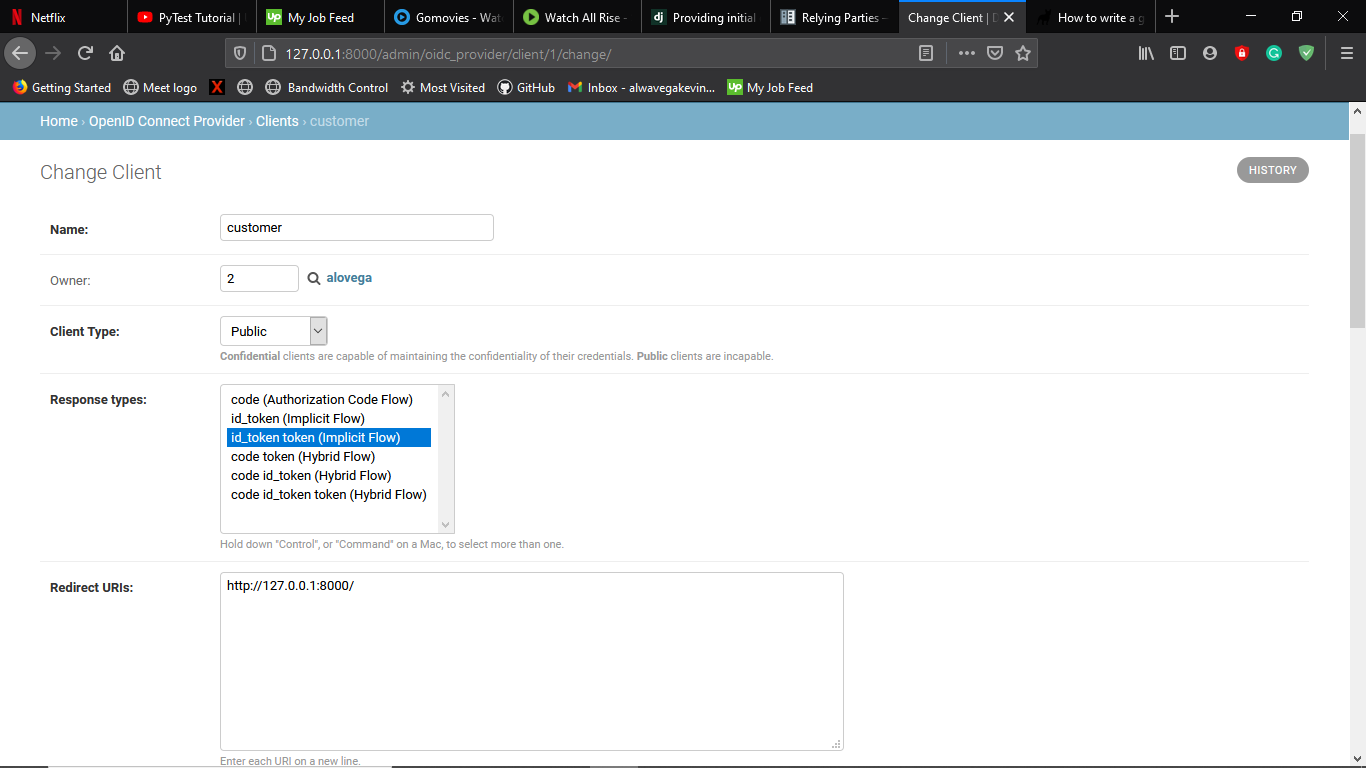 Netflix
PyTest Tutorial |
Up My Job Feed
Gomovies - Wat
Watch All Rise -
dj Providing initial
Relying Parties —
Change Client | D
How to write a g
127.0.0.1:8000/admin/oidc_provider/client/1/change/
Getting Started
Meet logo
X
Bandwidth Control
Most Visited
GitHub
Inbox - alwavegakevin...
Up My Job Feed
Home › OpenID Connect Provider › Clients › customer
Change Client
HISTORY
Name:
customer
Owner:
2
alovega
Client Type:
Public
Confidential clients are capable of maintaining the confidentiality of their credentials. Public clients are incapable.
Response types:
code (Authorization Code Flow)
id_token (Implicit Flow)
id_token token (Implicit Flow)
code token (Hybrid Flow)
code id_token (Hybrid Flow)
code id_token token (Hybrid Flow)
Hold down "Control", or "Command" on a Mac, to select more than one.
Redirect URIs:
http://127.0.0.1:8000/
Enter each URI on a new line.